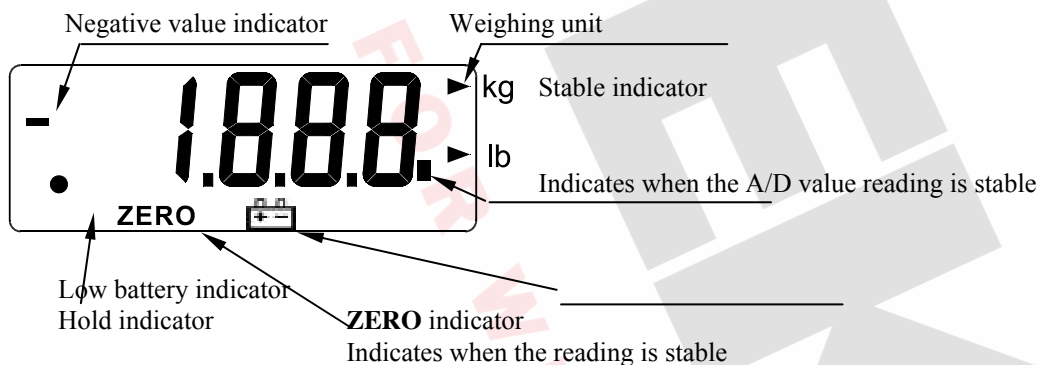 Negative value indicator
Weighing unit
1.8.8.8.
kg
Stable indicator
lb
Indicates when the A/D value reading is stable
ZERO
Low battery indicator
Hold indicator
ZERO indicator
Indicates when the reading is stable